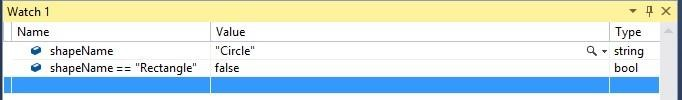 Watch 1
Name Value Type
shapeName "Circle" string
shapeName == "Rectangle" false bool